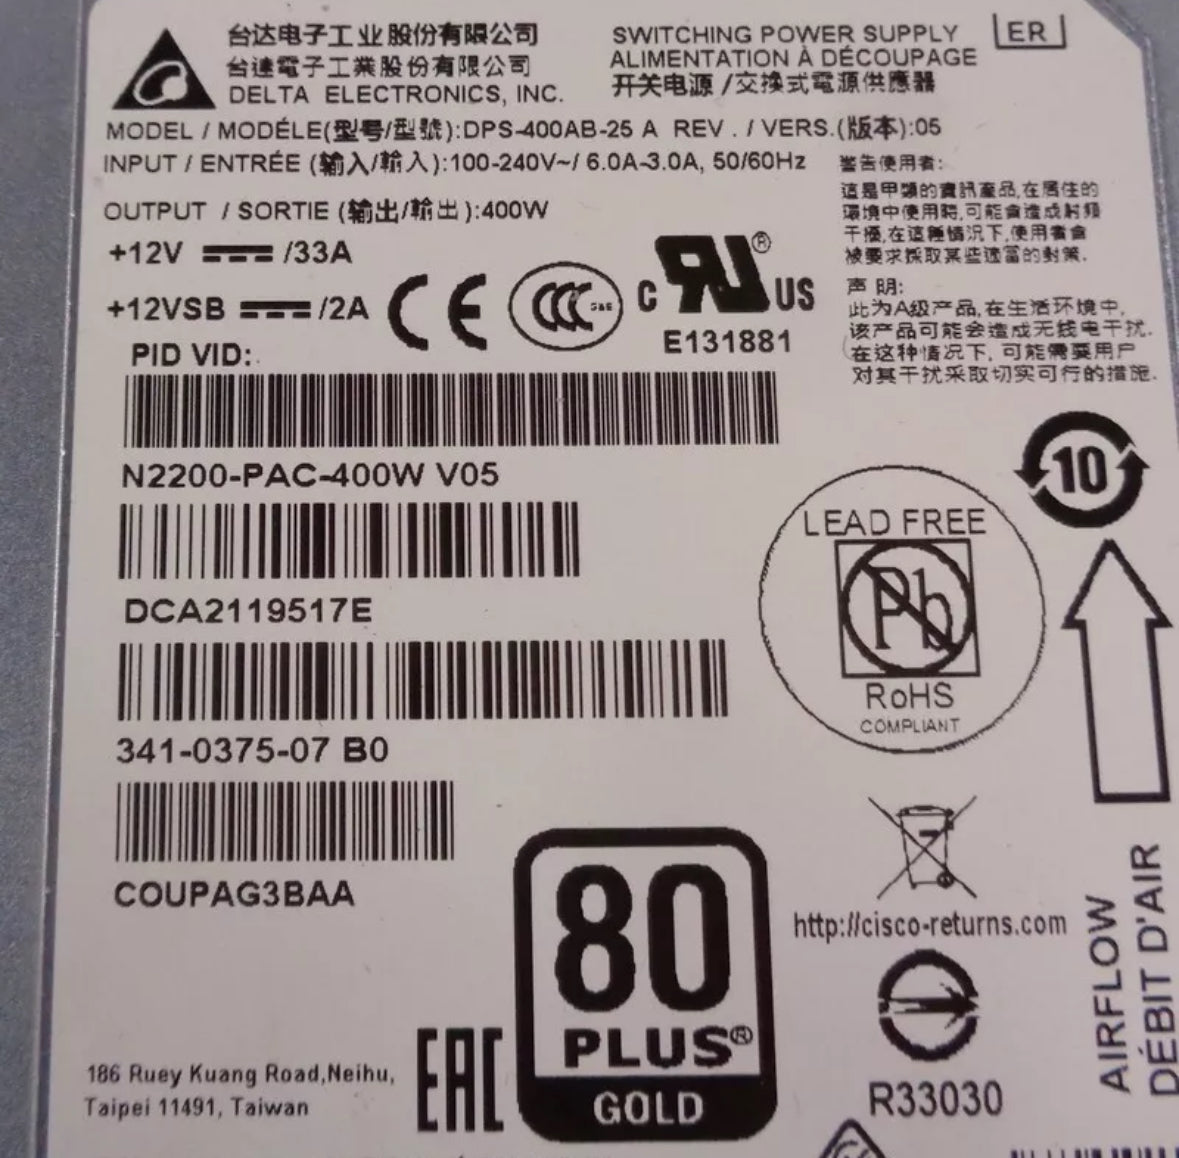 台达电子工业股份有限公司
台達電子工業股份有限公司
DELTA ELECTRONICS, INC.
SWITCHING POWER SUPPLY
ALIMENTATION À DÉCOUPAGE
开关电源 /交换式電源供應器
ER
MODEL / MODÉLE(型号/型號):DPS-400AB-25 A REV . / VERS.(版本):05
INPUT / ENTRÉE (输入/輸入):100-240V~/ 6.0A-3.0A, 50/60Hz
OUTPUT / SORTIE (输出/輸出):400W
+12V ⎓ /33A
+12VSB ⎓ /2A
CE
CCC
S&E
c RU ® US
E131881
警告使用者:
這是甲類的資訊產品,在居住的
環境中使用時,可能會造成射頻
干擾,在這種情況下,使用者會
被要求採取某些適當的對策.
声 明:
此为A级产品,在生活环境中,
该产品可能会造成无线电干扰.
在这种情况下, 可能需要用户
对其干扰采取切实可行的措施.
PID VID:
N2200-PAC-400W V05
DCA2119517E
341-0375-07 B0
COUPAG3BAA
10
LEAD FREE
Pb
RoHS
COMPLIANT
http://cisco-returns.com
R33030
AIRFLOW
DÉBIT D'AIR
80
PLUS®
GOLD
EAC
186 Ruey Kuang Road,Neihu,
Taipei 11491, Taiwan